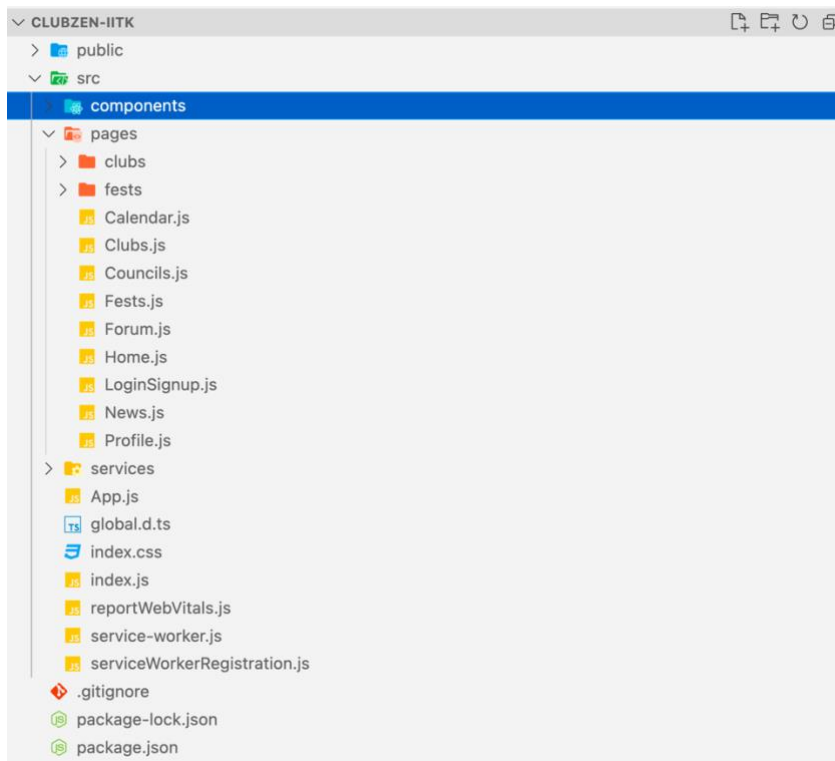 CLUBZEN-IITK
public
src
components
pages
clubs
fests
Calendar.js
Clubs.js
Councils.js
Fests.js
Forum.js
Home.js
LoginSignup.js
News.js
Profile.js
services
App.js
global.d.ts
index.css
index.js
reportWebVitals.js
service-worker.js
serviceWorkerRegistration.js
.gitignore
package-lock.json
package.json